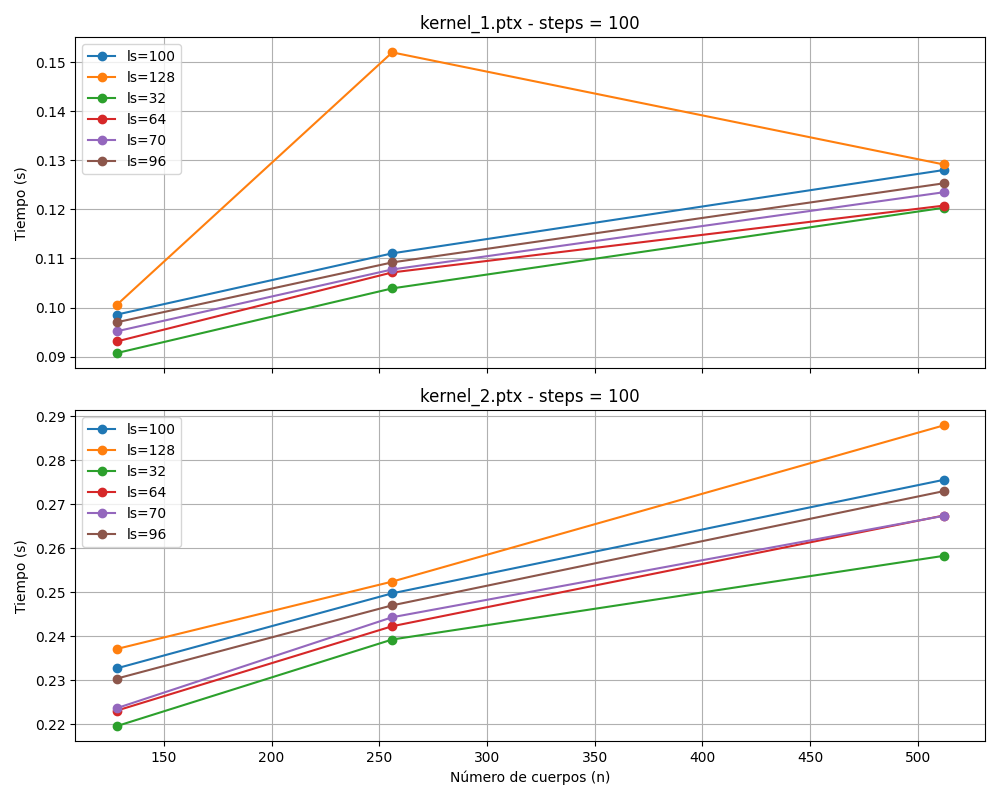 kernel_1.ptx - steps = 100
ls=100
ls=128
ls=32
ls=64
ls=70
ls=96
0.15
0.14
0.13
0.12
0.11
0.10
0.09
Tiempo (s)
kernel_2.ptx - steps = 100
ls=100
ls=128
ls=32
ls=64
ls=70
ls=96
0.29
0.28
0.27
0.26
0.25
0.24
0.23
0.22
Tiempo (s)
150 200 250 300 350 400 450 500
Número de cuerpos (n)